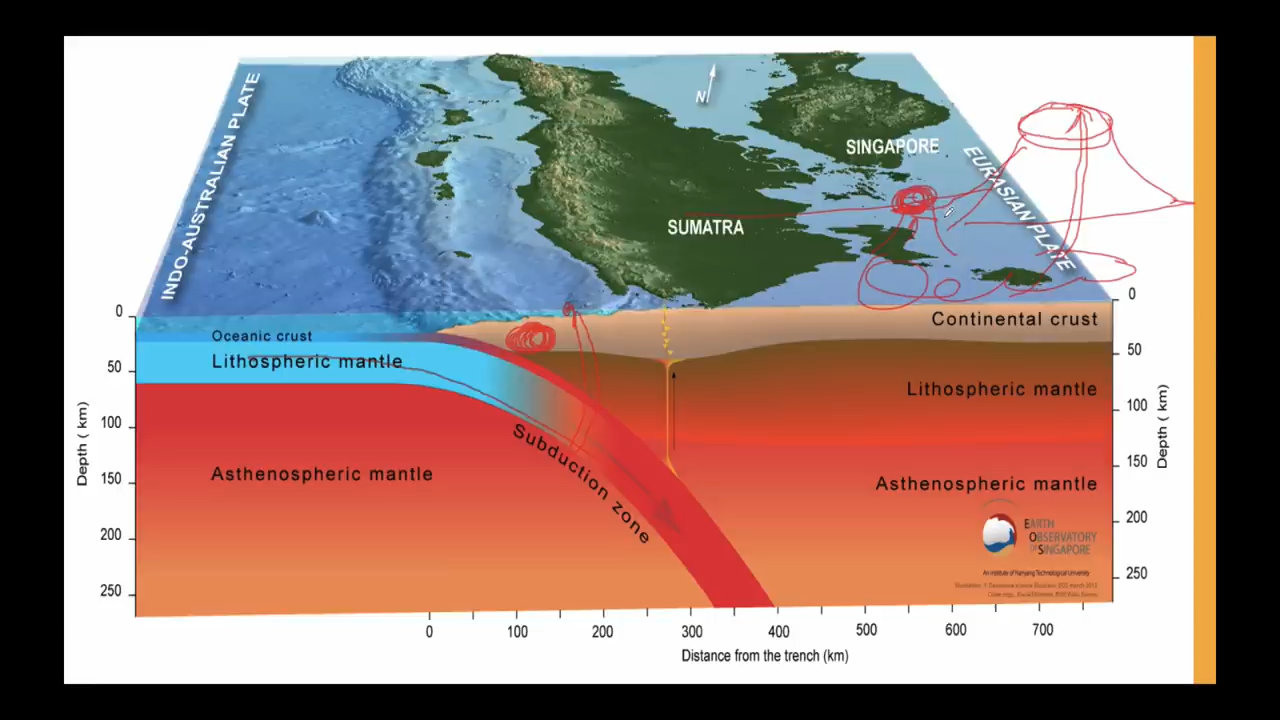 INDO-AUSTRALIAN PLATE
N
SINGAPORE
EURASIAN PLATE
SUMATRA
0
50
100
150
200
250
Depth ( km)
Oceanic crust
Lithospheric mantle
Asthenospheric mantle
Subduction zone
Continental crust
Lithospheric mantle
Asthenospheric mantle
EARTH
OBSERVATORY
OF SINGAPORE
An institute of Nanyang Technological University
0
50
100
150
200
250
Depth ( km)
0 100 200 300 400 500 600 700
Distance from the trench (km)